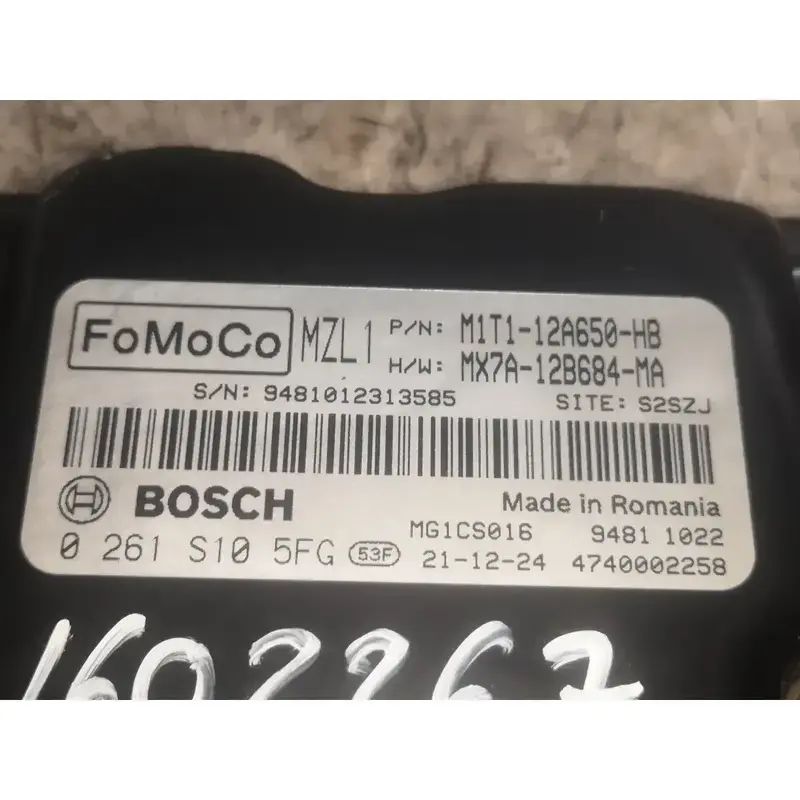 FoMoCo MZL1 P/N: M1T1-12A650-HB
H/W: MX7A-12B684-MA
S/N: 9481012313585 SITE: S2SZJ
BOSCH Made in Romania
MG1CS016 9481 1022
0 261 S10 5FG 53F 21-12-24 4740002258
1602267